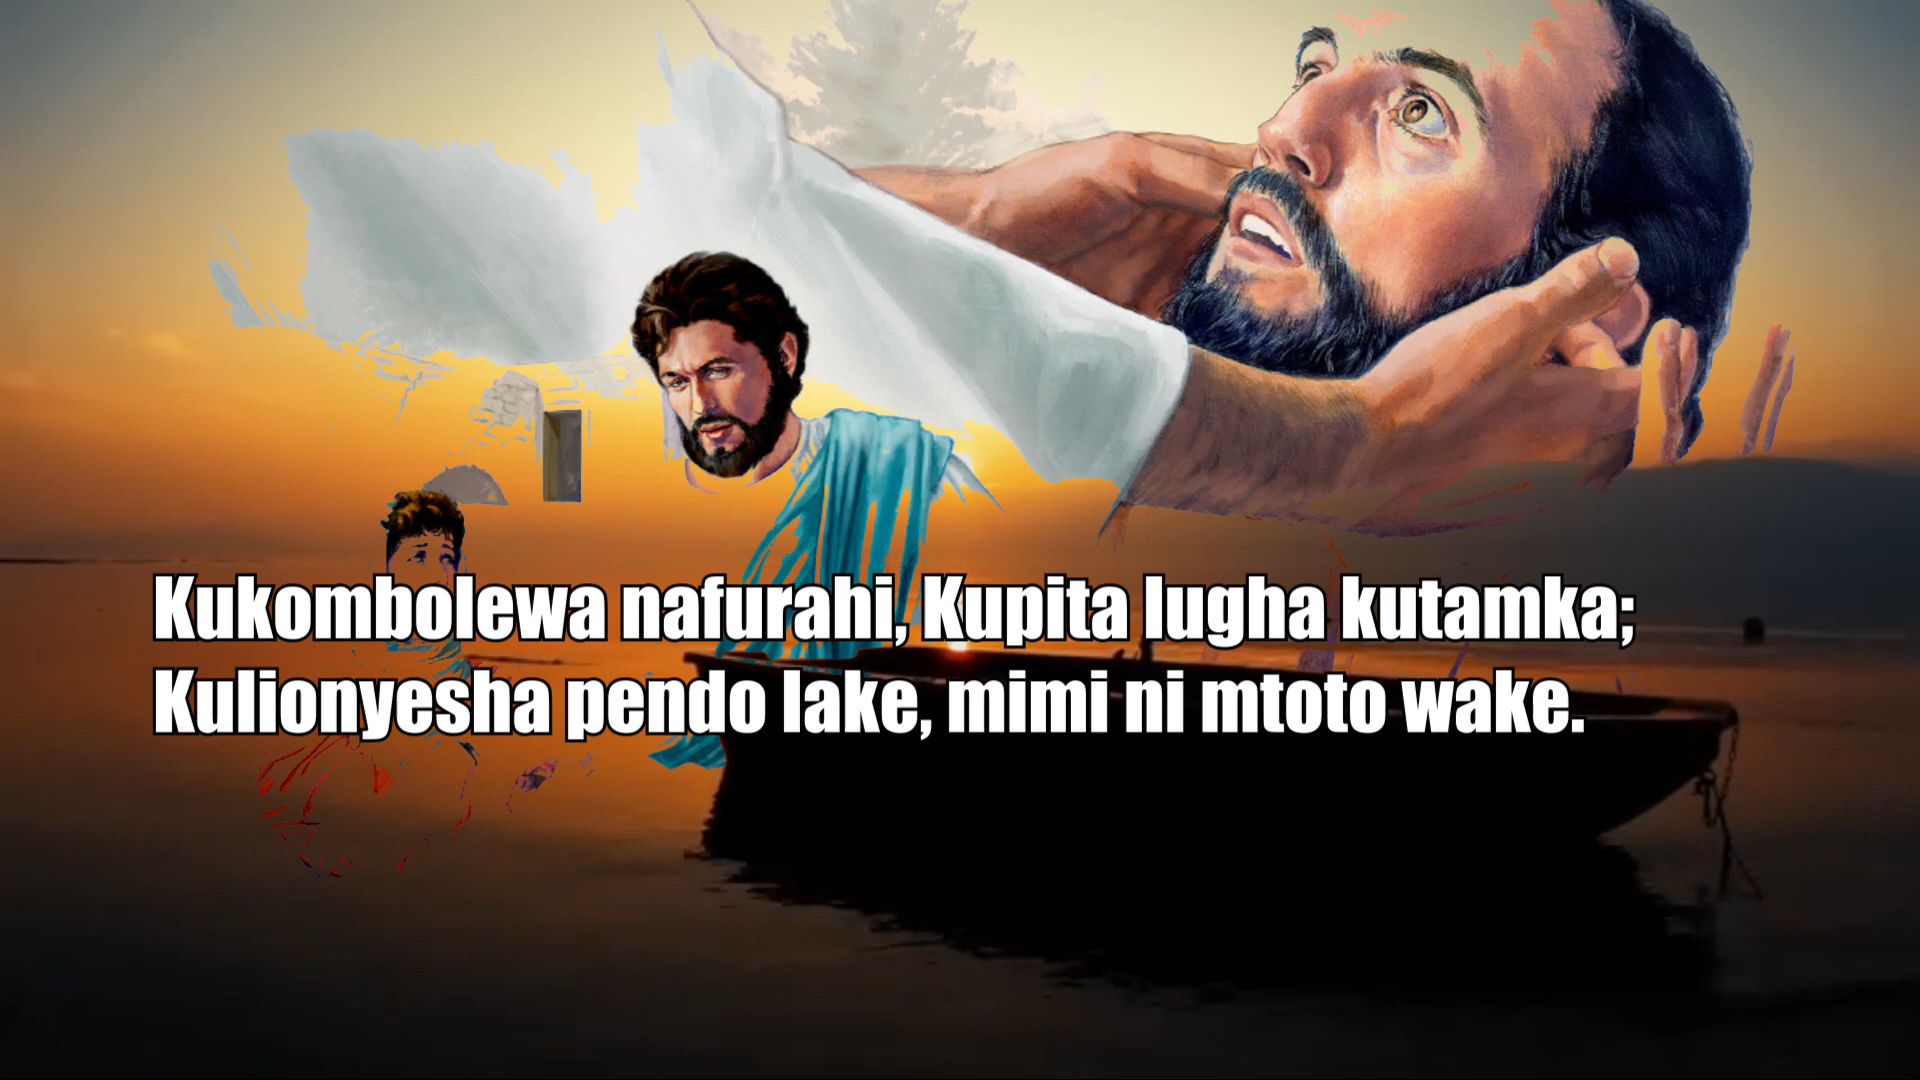 Kukombolewa nafurahi, Kupita lugha kutamka;
Kulionyesha pendo lake, mimi ni mtoto wake.